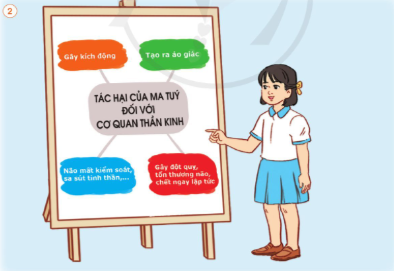 2
Gây kích động
Tạo ra ảo giác
TÁC HẠI CỦA MA TUÝ
ĐỐI VỚI
CƠ QUAN THẦN KINH
Não mất kiểm soát,
sa sút tinh thần,...
Gây đột quỵ,
tổn thương não,
chết ngay lập tức